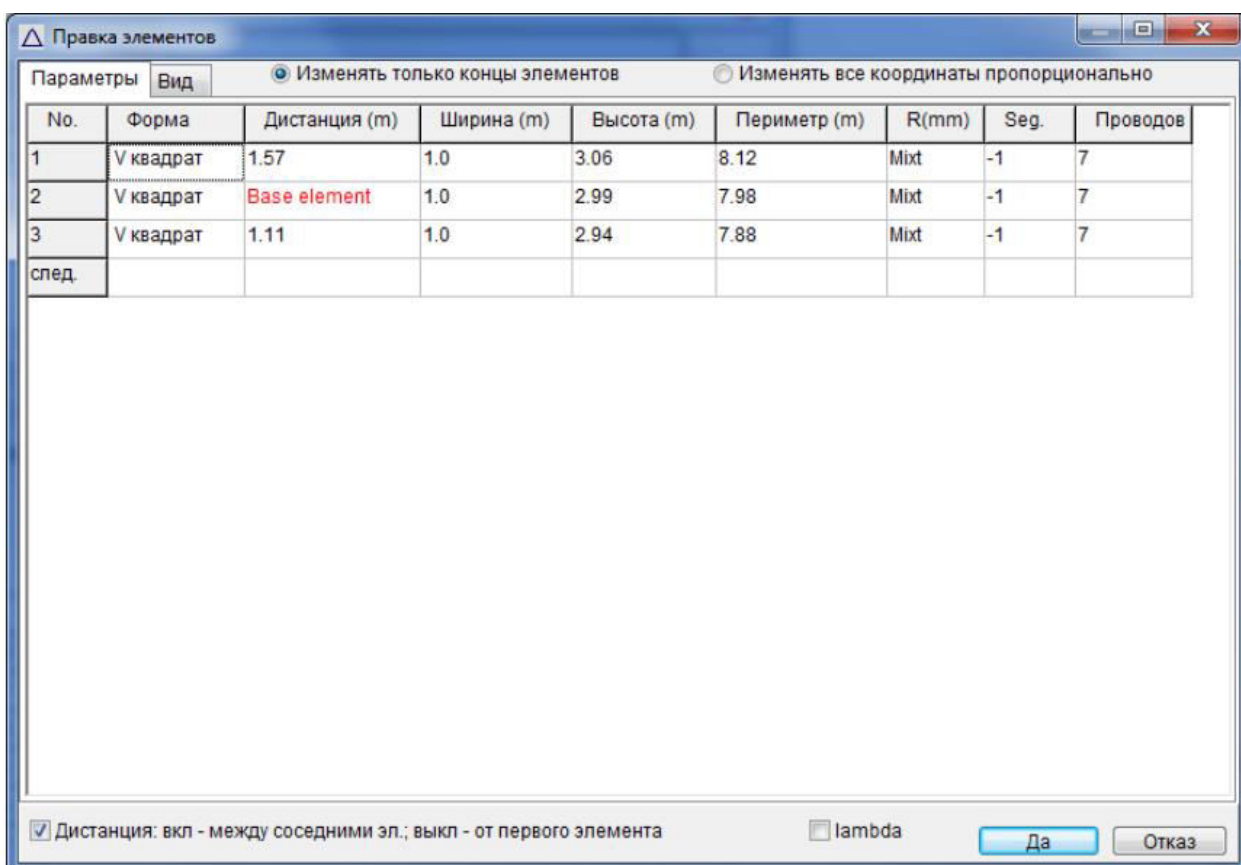 Правка элементов
Параметры Вид Изменять только концы элементов Изменять все координаты пропорционально
No. Форма Дистанция (m) Ширина (m) Высота (m) Периметр (m) R(mm) Seg. Проводов
1 V квадрат 1.57 1.0 3.06 8.12 Mixt -1 7
2 V квадрат Base element 1.0 2.99 7.98 Mixt -1 7
3 V квадрат 1.11 1.0 2.94 7.88 Mixt -1 7
след.
Дистанция: вкл - между соседними эл.; выкл - от первого элемента lambda Да Отказ